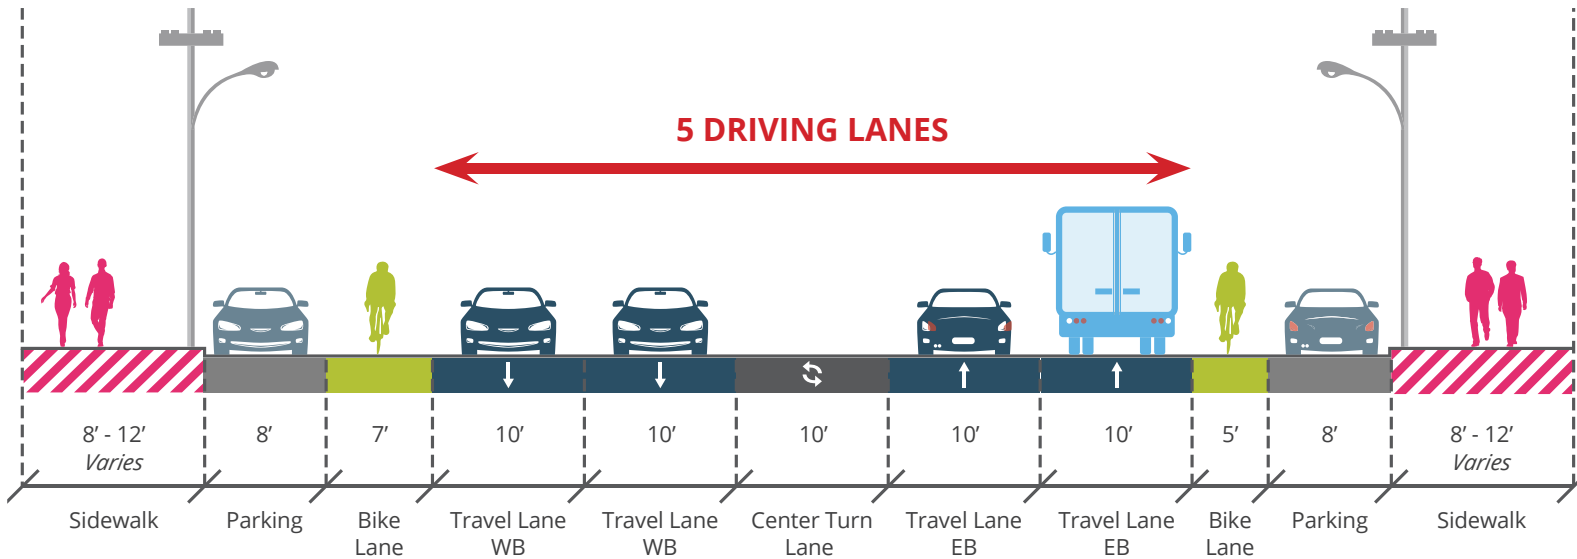 5 DRIVING LANES
8’ - 12’
Varies
8’
7’
10’
10’
10’
10’
10’
5’
8’
8’ - 12’
Varies
Sidewalk
Parking
Bike
Lane
Travel Lane
WB
Travel Lane
WB
Center Turn
Lane
Travel Lane
EB
Travel Lane
EB
Bike
Lane
Parking
Sidewalk